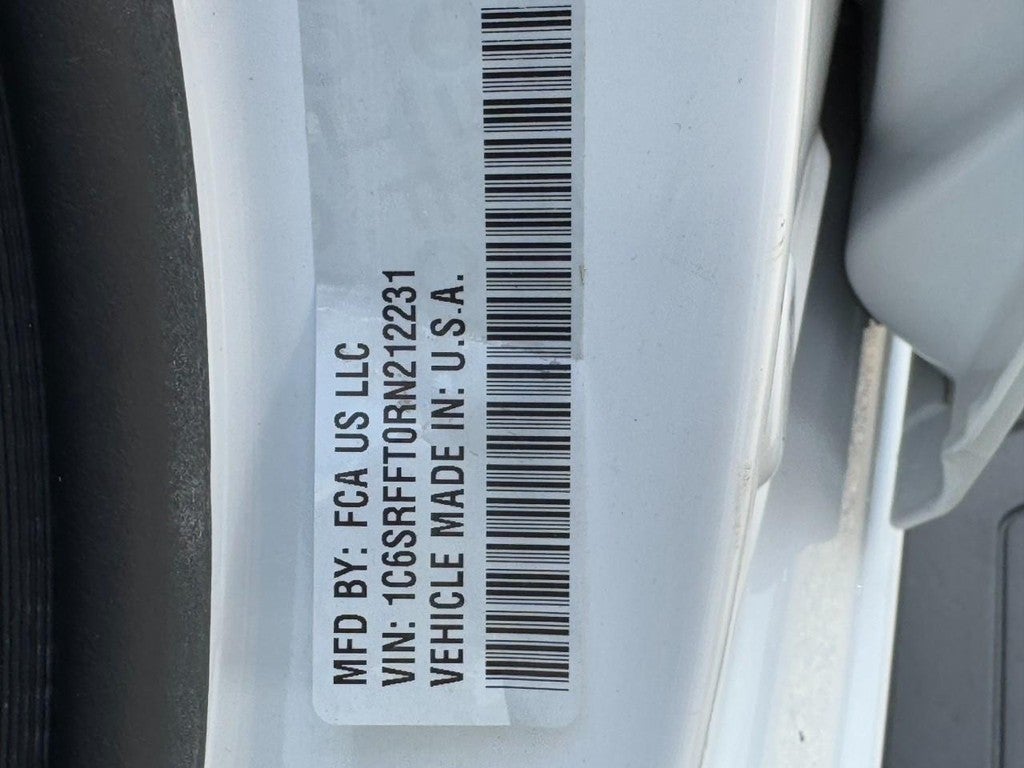 MFD BY: FCA US LLC
VIN: 1C6SRFFT0RN212231
VEHICLE MADE IN: U.S.A.